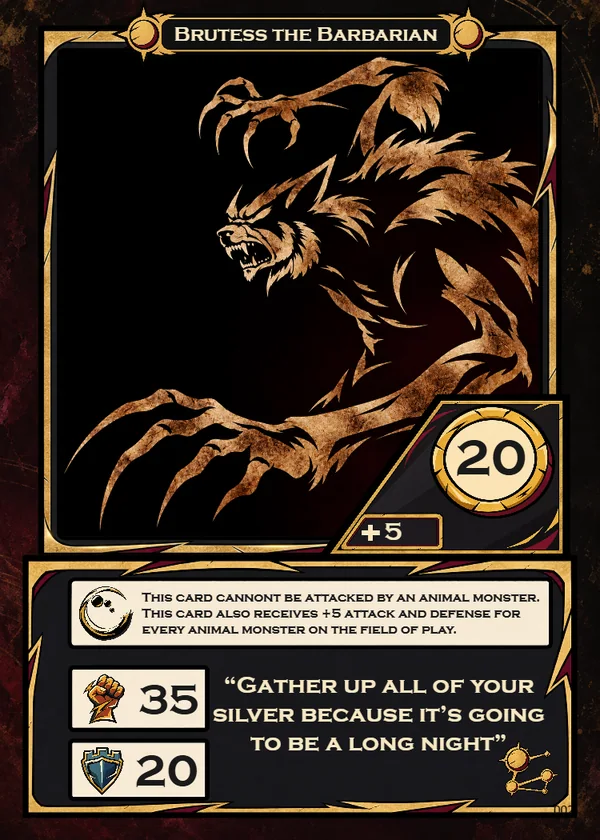 Brutess the Barbarian
20
+5
This card cannont be attacked by an animal monster.
This card also receives +5 attack and defense for
every animal monster on the field of play.
35
“Gather up all of your
silver because it’s going
to be a long night”
20